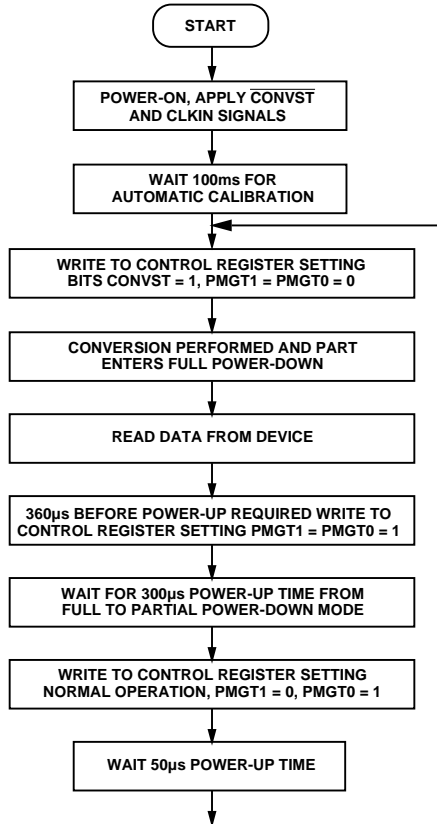 START
POWER-ON, APPLY CONVST
AND CLKIN SIGNALS
WAIT 100ms FOR
AUTOMATIC CALIBRATION
WRITE TO CONTROL REGISTER SETTING
BITS CONVST = 1, PMGT1 = PMGT0 = 0
CONVERSION PERFORMED AND PART
ENTERS FULL POWER-DOWN
READ DATA FROM DEVICE
360µs BEFORE POWER-UP REQUIRED WRITE TO
CONTROL REGISTER SETTING PMGT1 = PMGT0 = 1
WAIT FOR 300µs POWER-UP TIME FROM
FULL TO PARTIAL POWER-DOWN MODE
WRITE TO CONTROL REGISTER SETTING
NORMAL OPERATION, PMGT1 = 0, PMGT0 = 1
WAIT 50µs POWER-UP TIME